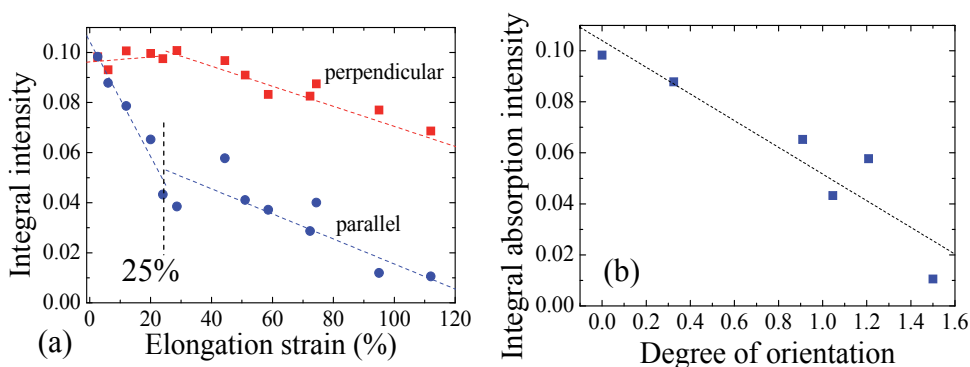 Integral intensity
0.10
0.08
0.06
0.04
0.02
0.00
perpendicular
parallel
25%
0 20 40 60 80 100 120
(a) Elongation strain (%)
Integral absorption intensity
0.10
0.08
0.06
0.04
0.02
0.00
(b)
0.0 0.2 0.4 0.6 0.8 1.0 1.2 1.4 1.6
Degree of orientation